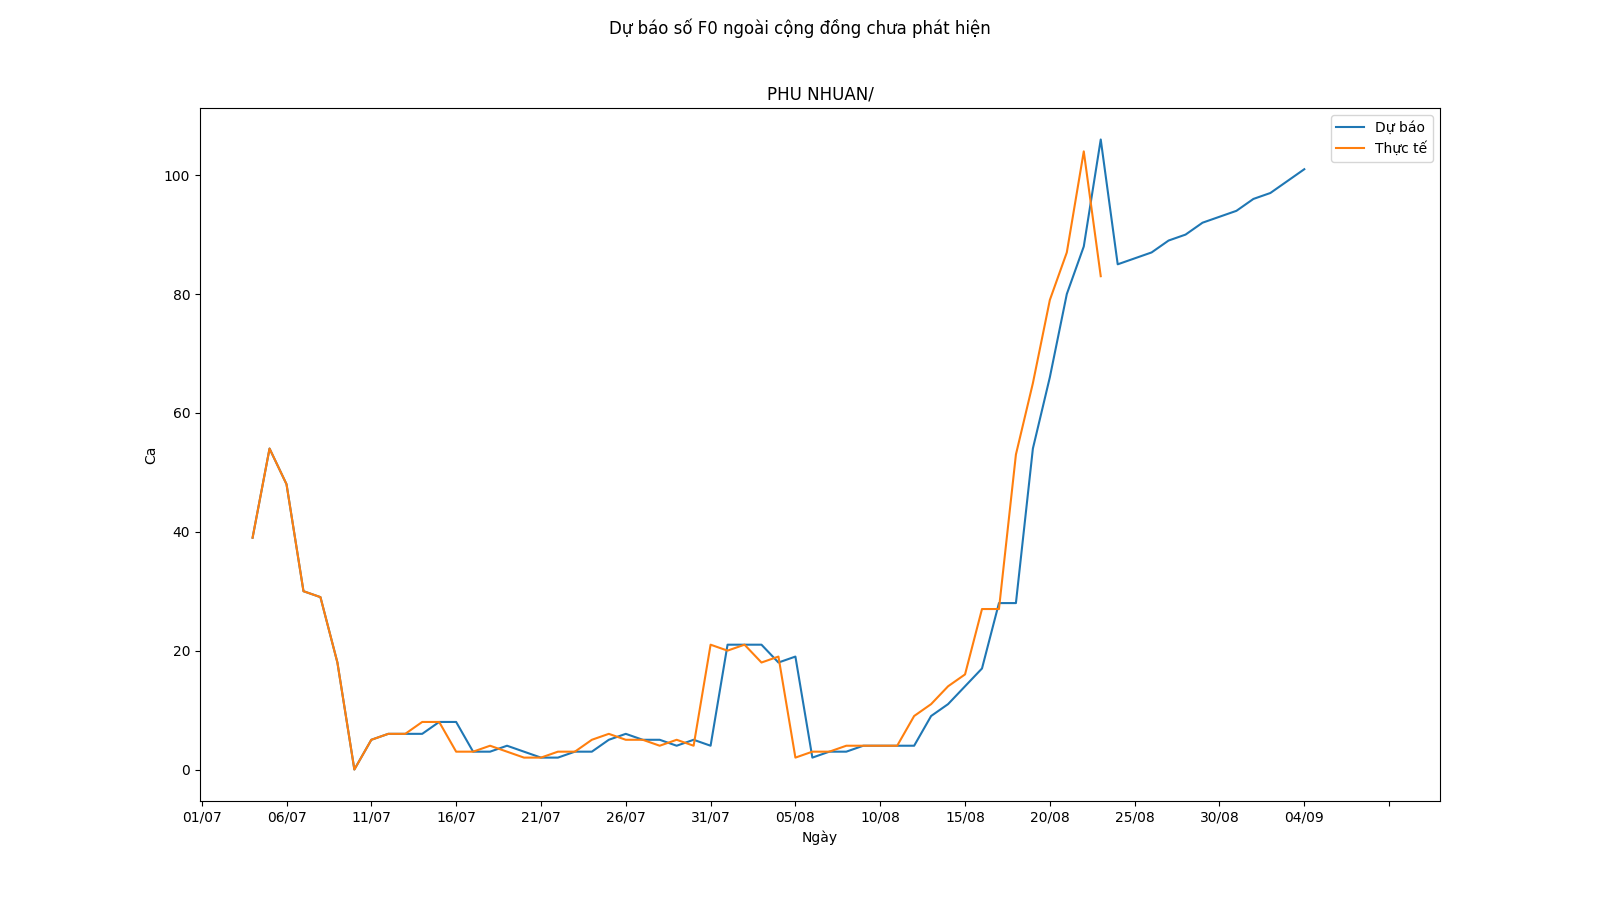 Dự báo số F0 ngoài cộng đồng chưa phát hiện
PHU NHUAN/
Dự báo
Thực tế
100
80
60
40
20
0
Ca
01/07 06/07 11/07 16/07 21/07 26/07 31/07 05/08 10/08 15/08 20/08 25/08 30/08 04/09
Ngày